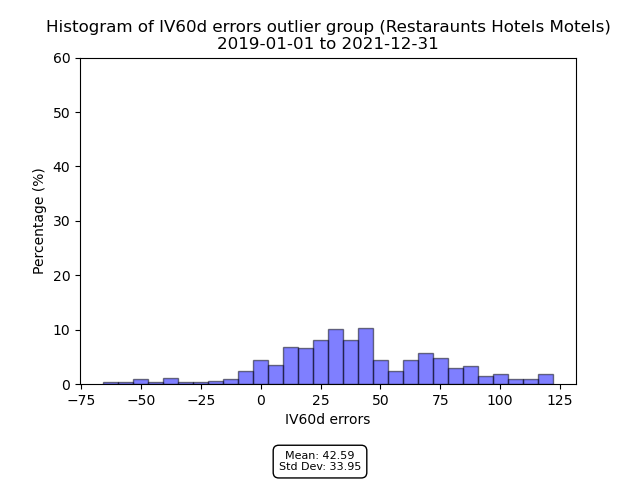 Histogram of IV60d errors outlier group (Restaraunts Hotels Motels)
2019-01-01 to 2021-12-31
60
50
40
30
20
10
0
Percentage (%)
−75 −50 −25 0 25 50 75 100 125
IV60d errors
Mean: 42.59
Std Dev: 33.95